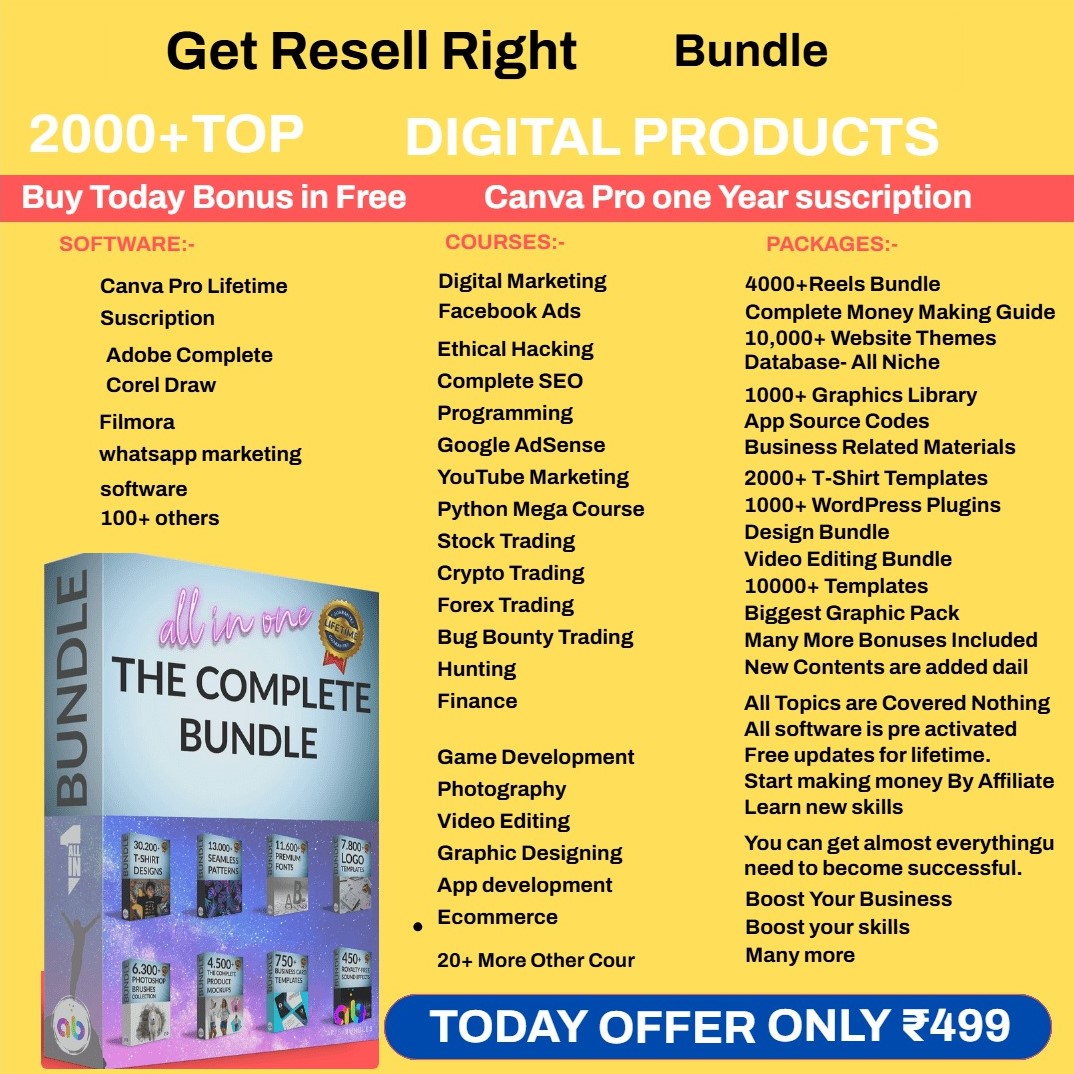 Get Resell Right Bundle
2000+TOP DIGITAL PRODUCTS
Buy Today Bonus in Free Canva Pro one Year suscription
SOFTWARE:-
Canva Pro Lifetime
Suscription
Adobe Complete
Corel Draw
Filmora
whatsapp marketing
software
100+ others
COURSES:-
Digital Marketing
Facebook Ads
Ethical Hacking
Complete SEO
Programming
Google AdSense
YouTube Marketing
Python Mega Course
Stock Trading
Crypto Trading
Forex Trading
Bug Bounty Trading
Hunting
Finance
Game Development
Photography
Video Editing
Graphic Designing
App development
• Ecommerce
20+ More Other Cour
PACKAGES:-
4000+Reels Bundle
Complete Money Making Guide
10,000+ Website Themes
Database- All Niche
1000+ Graphics Library
App Source Codes
Business Related Materials
2000+ T-Shirt Templates
1000+ WordPress Plugins
Design Bundle
Video Editing Bundle
10000+ Templates
Biggest Graphic Pack
Many More Bonuses Included
New Contents are added dail
All Topics are Covered Nothing
All software is pre activated
Free updates for lifetime.
Start making money By Affiliate
Learn new skills
You can get almost everythingu
need to become successful.
Boost Your Business
Boost your skills
Many more
BUNDLE
all in one
LIFETIME
THE COMPLETE
BUNDLE
1
ALL
IN
30.200+
T-SHIRT
DESIGNS
13.000+
SEAMLESS
PATTERNS
11.600+
PREMIUM
FONTS
7.800+
LOGO
TEMPLATES
6.300+
PHOTOSHOP
BRUSHES
COLLECTION
4.500+
THE COMPLETE
PRODUCT
MOCKUPS
750+
BUSINESS CARD
TEMPLATES
450+
ROYALTY-FREE
SOUND EFFECTS
ab
TODAY OFFER ONLY ₹499